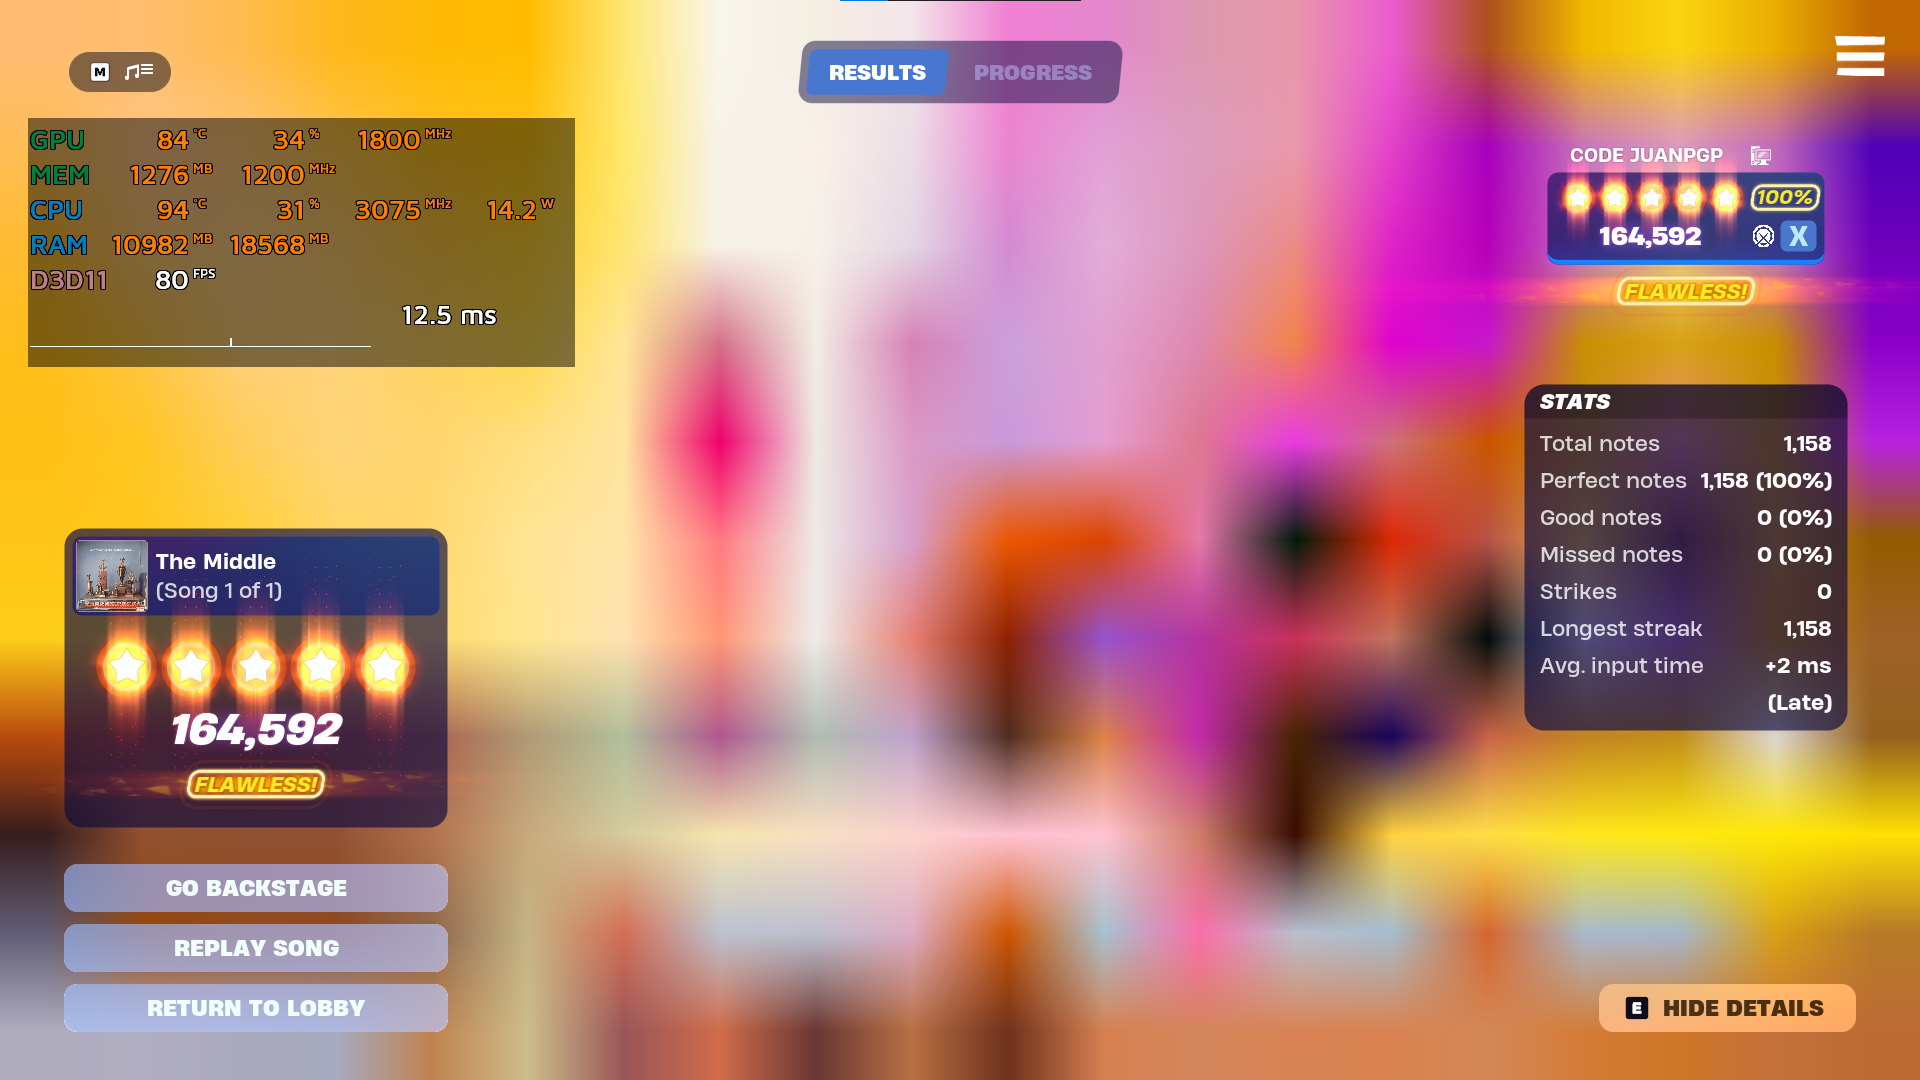 M
RESULTS PROGRESS
GPU 84 °C 34 % 1800 MHz
MEM 1276 MB 1200 MHz
CPU 94 °C 31 % 3075 MHz 14.2 W
RAM 10982 MB 18568 MB
D3D11 80 FPS
12.5 ms
CODE JUANPGP
100%
164,592 X
FLAWLESS!
STATS
Total notes 1,158
Perfect notes 1,158 (100%)
Good notes 0 (0%)
Missed notes 0 (0%)
Strikes 0
Longest streak 1,158
Avg. input time +2 ms
(Late)
The Middle
(Song 1 of 1)
164,592
FLAWLESS!
GO BACKSTAGE
REPLAY SONG
RETURN TO LOBBY
E HIDE DETAILS